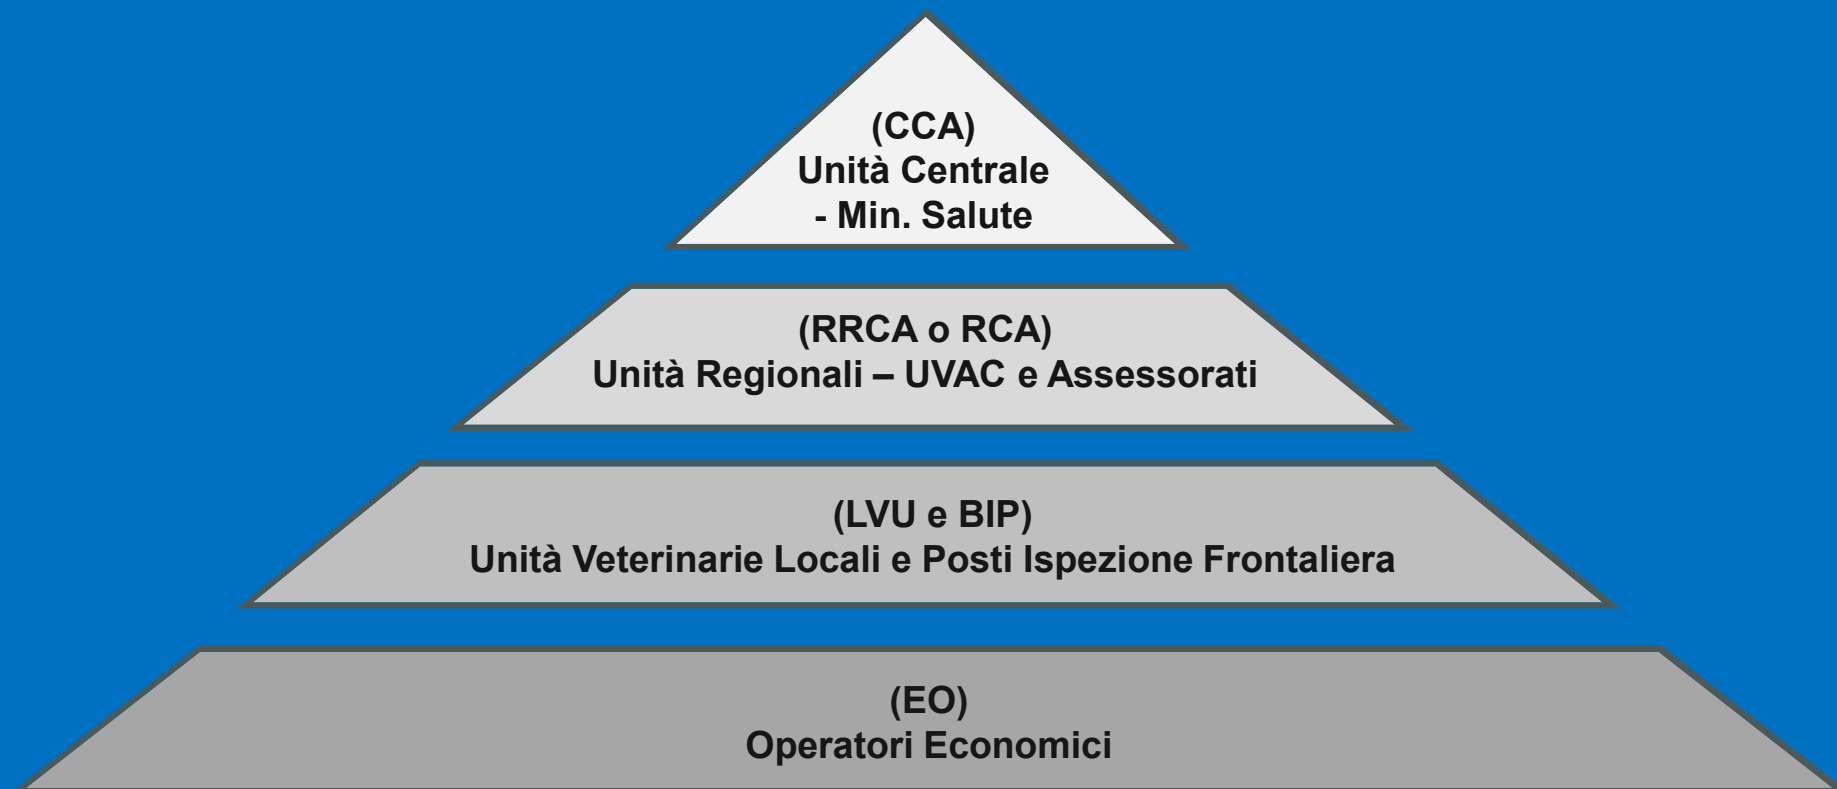 (CCA)
Unità Centrale
- Min. Salute
(RRCA o RCA)
Unità Regionali – UVAC e Assessorati
(LVU e BIP)
Unità Veterinarie Locali e Posti Ispezione Frontaliera
(EO)
Operatori Economici